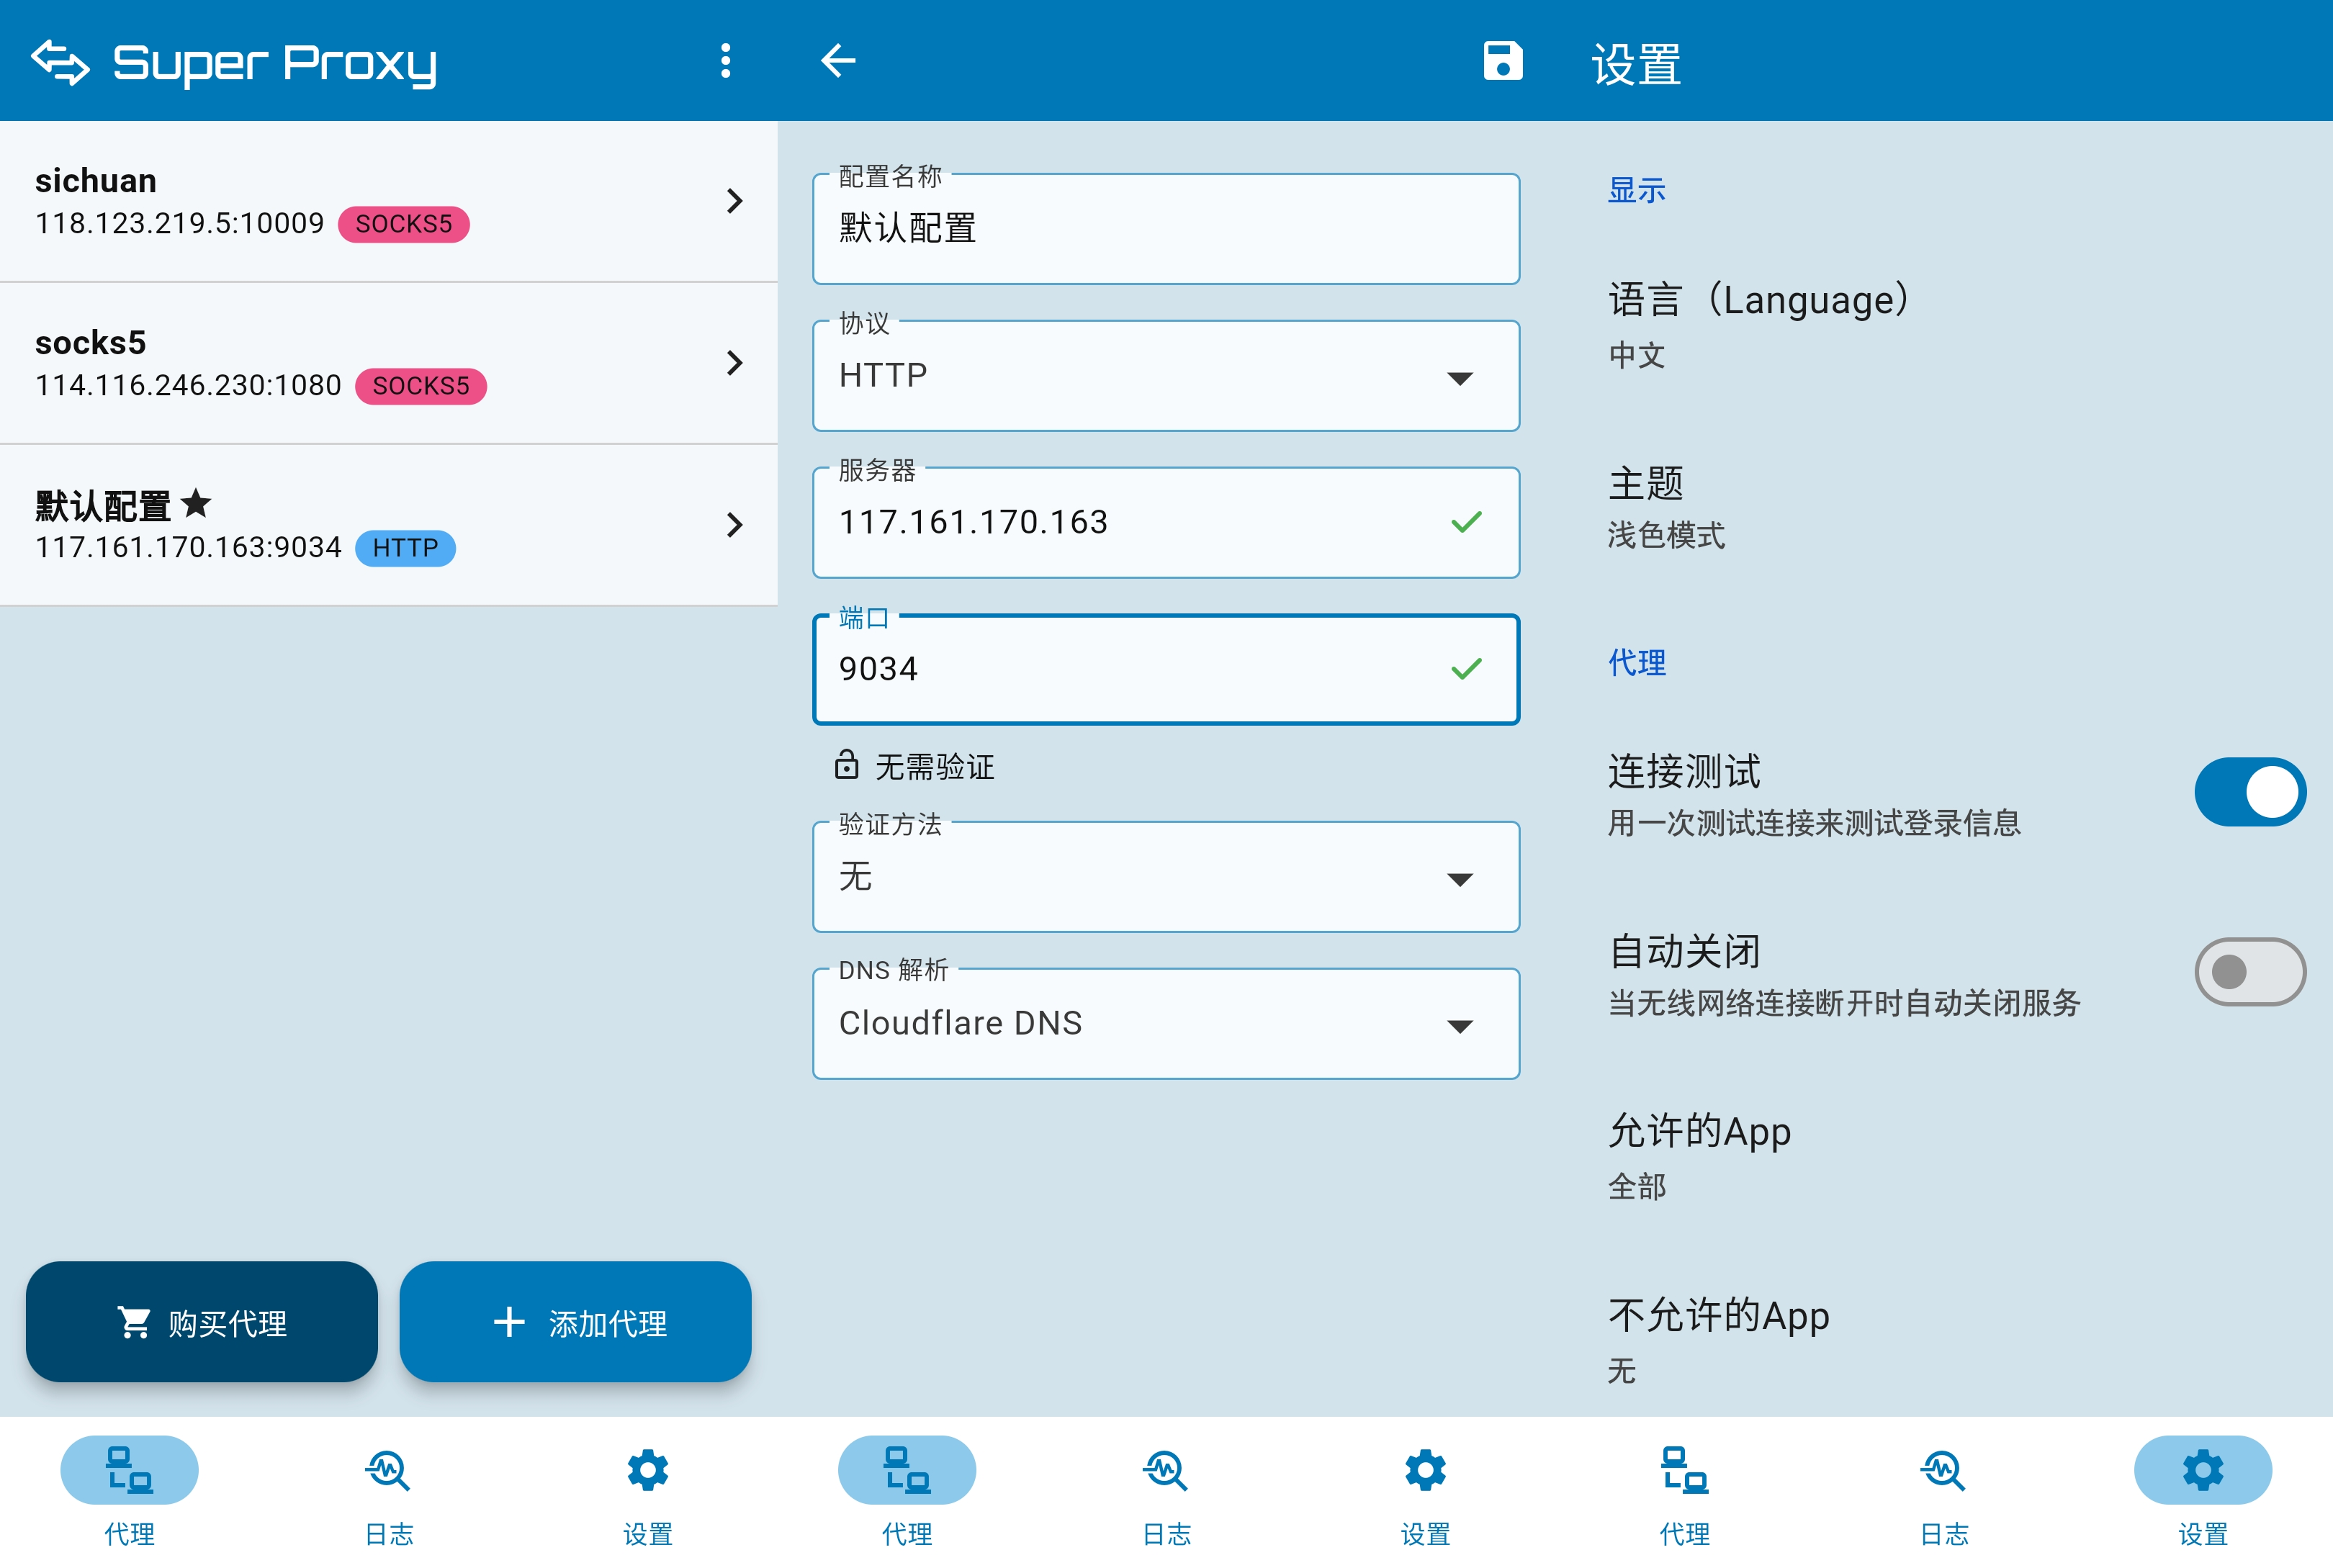 Super Proxy
sichuan
118.123.219.5:10009 SOCKS5
socks5
114.116.246.230:1080 SOCKS5
默认配置
117.161.170.163:9034 HTTP
购买代理
添加代理
代理
日志
设置
配置名称
默认配置
协议
HTTP
服务器
117.161.170.163
端口
9034
无需验证
验证方法
无
DNS 解析
Cloudflare DNS
代理
日志
设置
设置
显示
语言（Language）
中文
主题
浅色模式
代理
连接测试
用一次测试连接来测试登录信息
自动关闭
当无线网络连接断开时自动关闭服务
允许的App
全部
不允许的App
无
代理
日志
设置